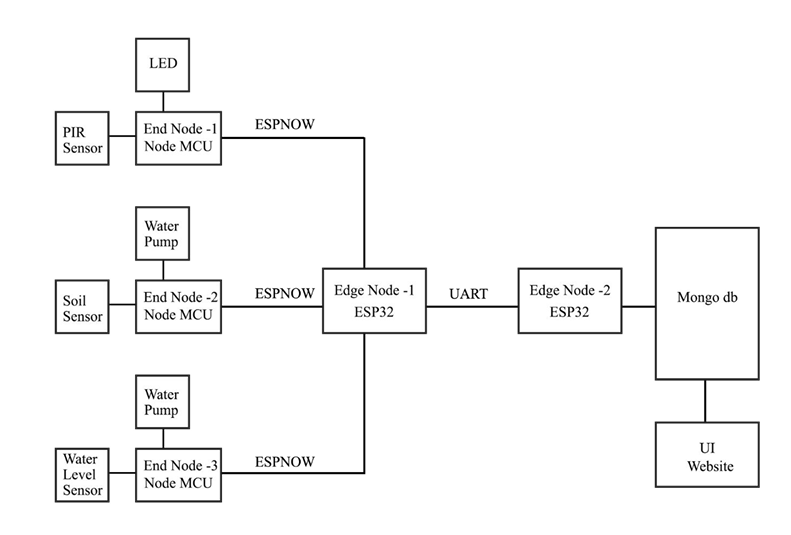 LED
PIR
Sensor
End Node -1
Node MCU
ESPNOW
Water
Pump
Soil
Sensor
End Node -2
Node MCU
ESPNOW
Edge Node -1
ESP32
UART
Edge Node -2
ESP32
Mongo db
Water
Pump
Water
Level
Sensor
End Node -3
Node MCU
ESPNOW
UI
Website